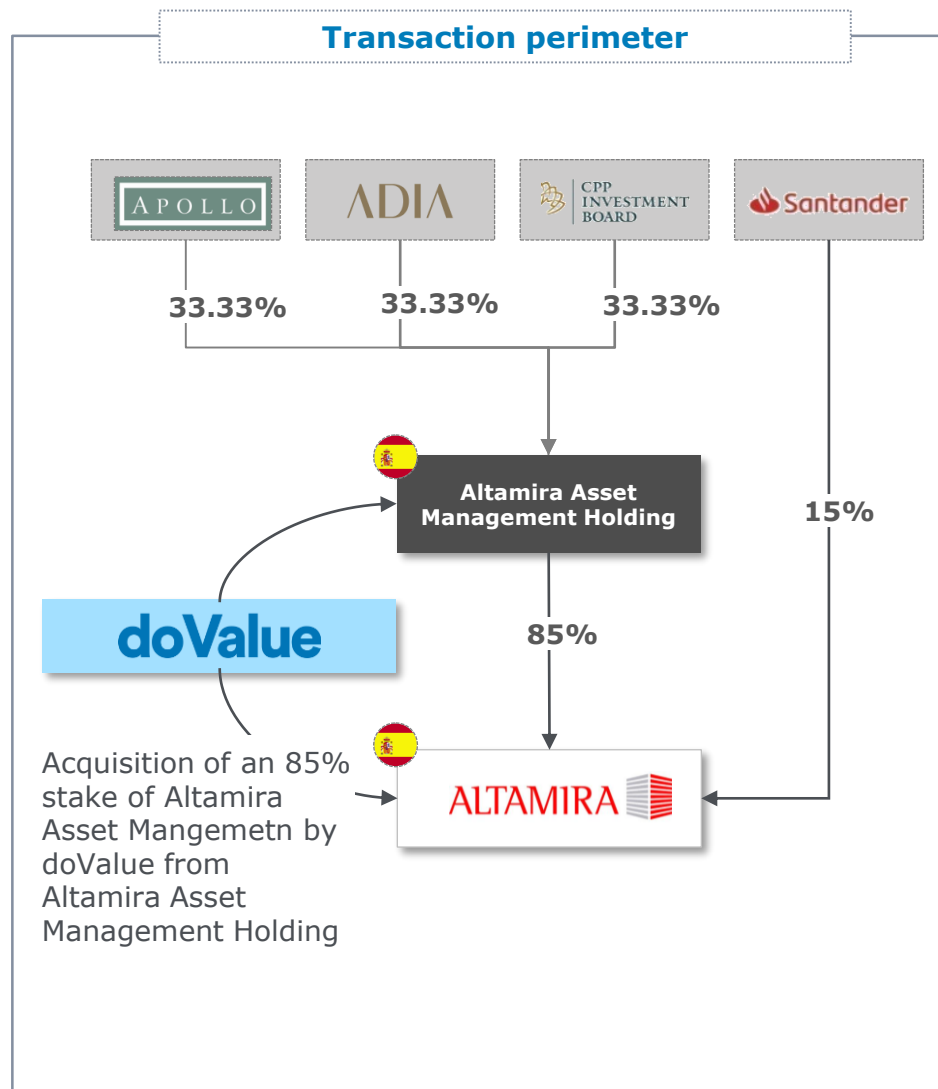 Transaction perimeter
APOLLO
ADIA
CPP
INVESTMENT
BOARD
Santander
33.33%
33.33%
33.33%
Altamira Asset
Management Holding
15%
doValue
85%
Acquisition of an 85%
stake of Altamira
Asset Mangemetn by
doValue from
Altamira Asset
Management Holding
ALTAMIRA